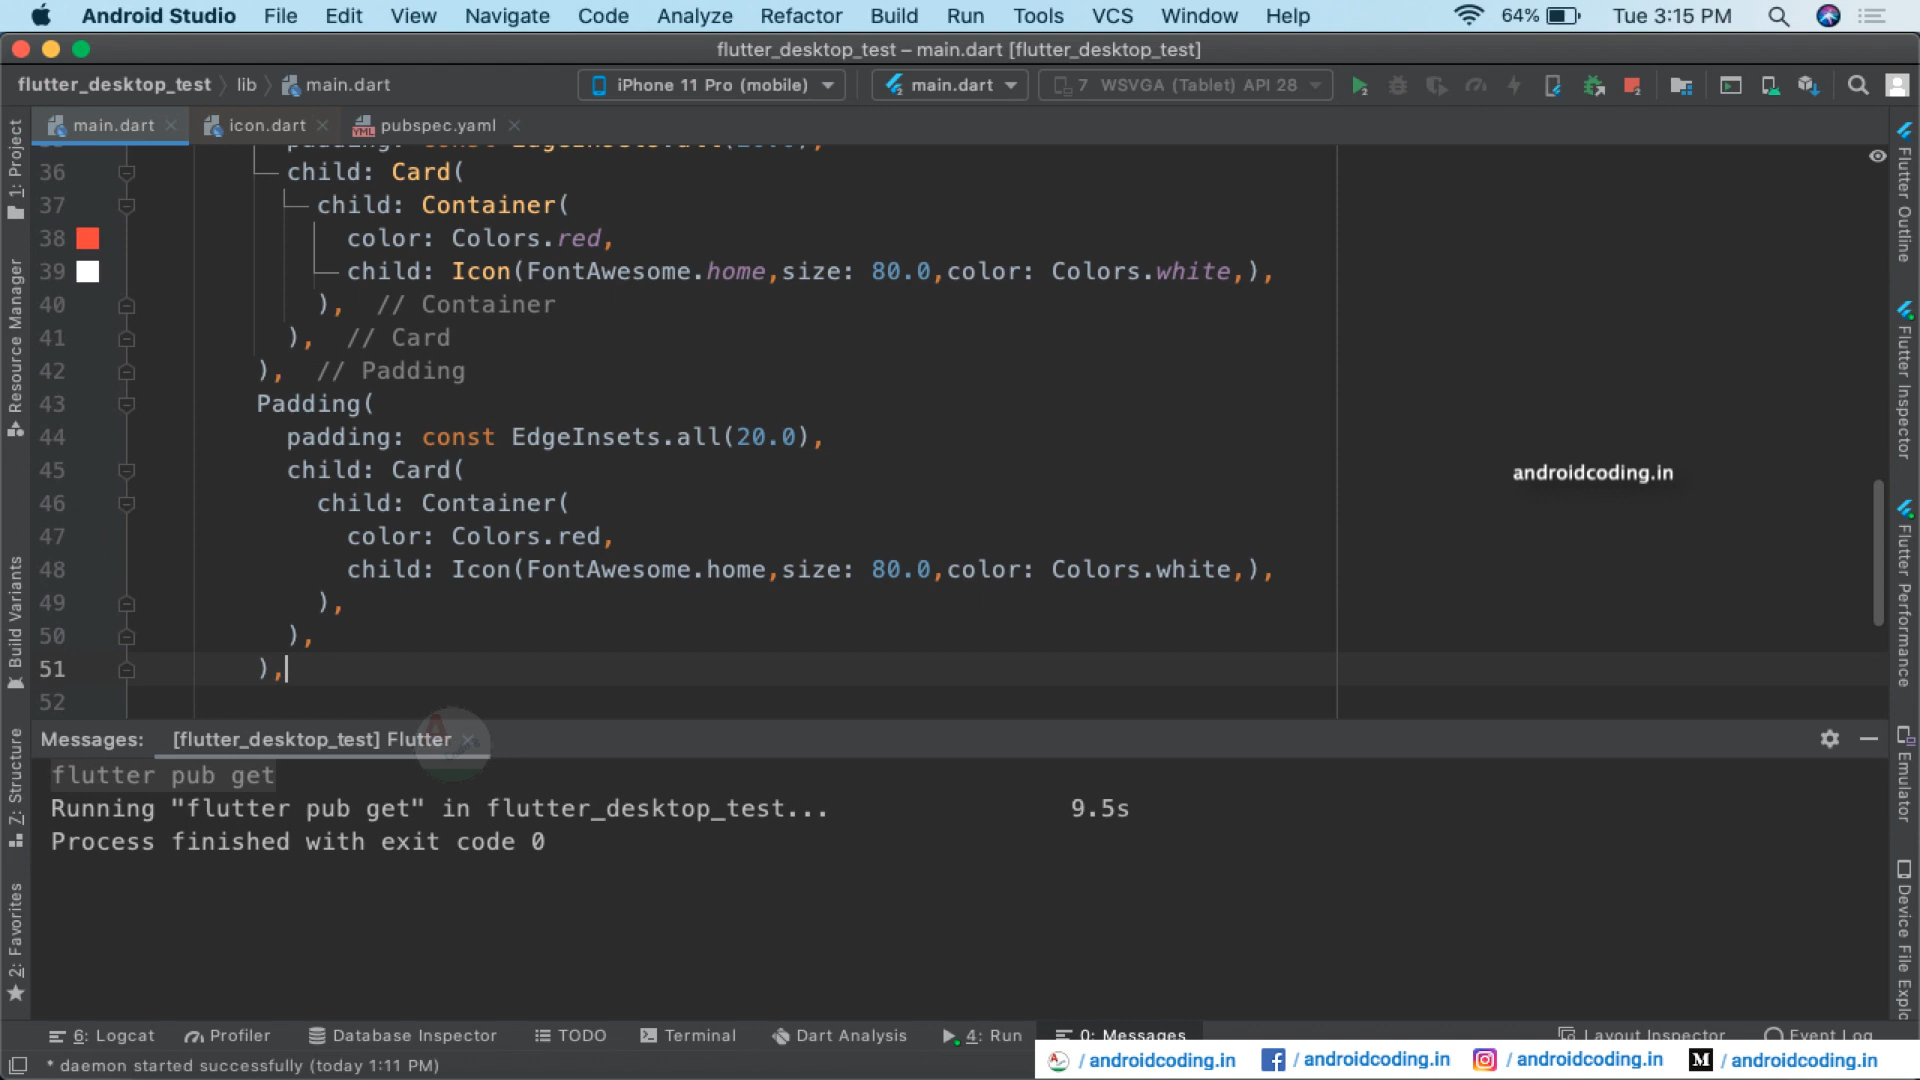 Android Studio File Edit View Navigate Code Analyze Refactor Build Run Tools VCS Window Help 64% Tue 3:15 PM
flutter_desktop_test – main.dart [flutter_desktop_test]
flutter_desktop_test lib main.dart iPhone 11 Pro (mobile) main.dart 7 WSVGA (Tablet) API 28
main.dart icon.dart pubspec.yaml
padding: const EdgeInsets.all(20.0),
36 child: Card(
37 child: Container(
38 color: Colors.red,
39 child: Icon(FontAwesome.home,size: 80.0,color: Colors.white,),
40 ), // Container
41 ), // Card
42 ), // Padding
43 Padding(
44 padding: const EdgeInsets.all(20.0),
45 child: Card(
46 child: Container(
47 color: Colors.red,
48 child: Icon(FontAwesome.home,size: 80.0,color: Colors.white,),
49 ),
50 ),
51 ),
52
androidcoding.in
1: Project
Resource Manager
Build Variants
7: Structure
2: Favorites
Flutter Outline
Flutter Inspector
Flutter Performance
Emulator
Device File Explo
Messages: [flutter_desktop_test] Flutter
flutter pub get
Running "flutter pub get" in flutter_desktop_test... 9.5s
Process finished with exit code 0
6: Logcat Profiler Database Inspector TODO Terminal Dart Analysis 4: Run 0: Messages Layout Inspector Event Log
* daemon started successfully (today 1:11 PM)
/ androidcoding.in / androidcoding.in / androidcoding.in / androidcoding.in